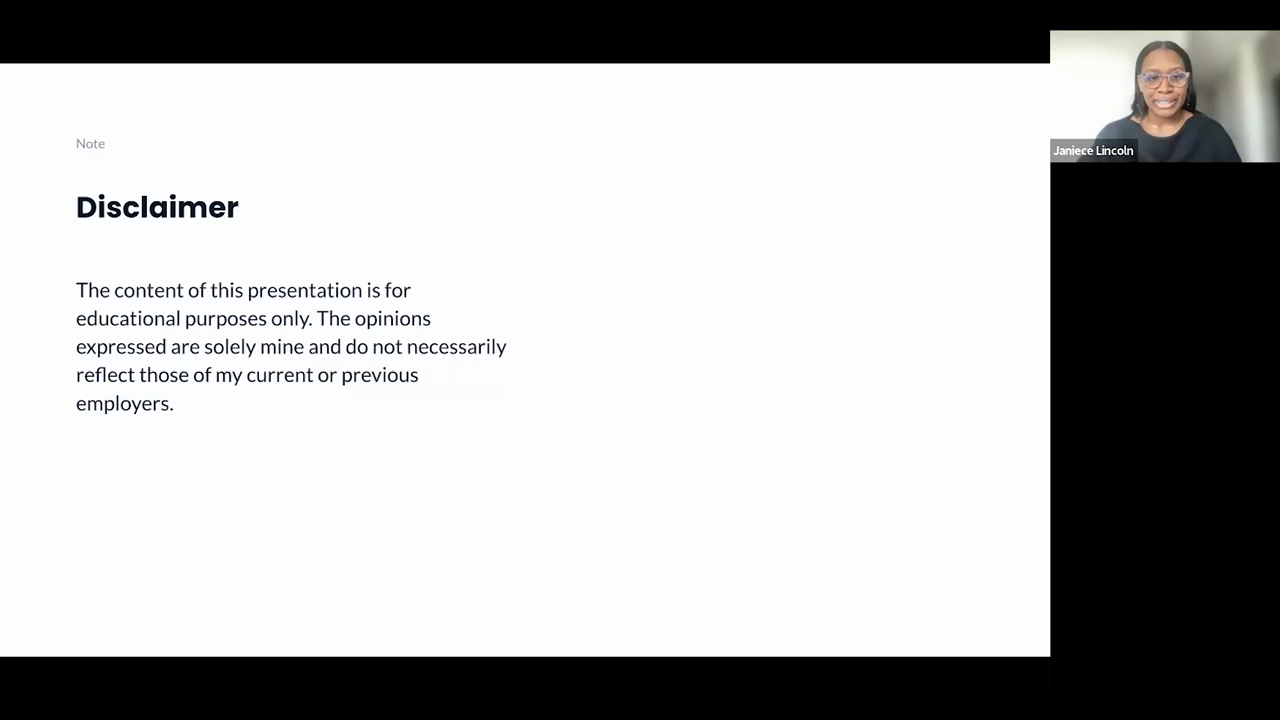 Note
Disclaimer
The content of this presentation is for
educational purposes only. The opinions
expressed are solely mine and do not necessarily
reflect those of my current or previous
employers.
Janiece Lincoln